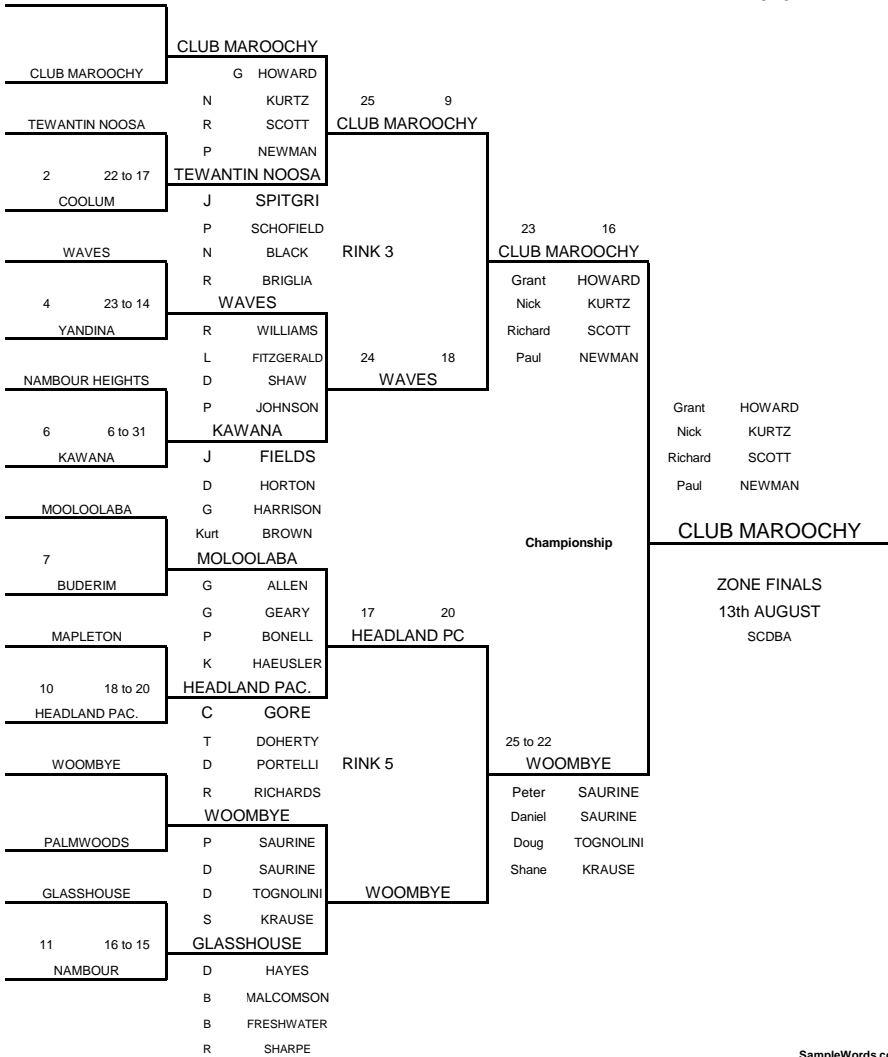 CLUB MAROOCHY
CLUB MAROOCHY G HOWARD
N KURTZ 25 9
TEWANTIN NOOSA R SCOTT CLUB MAROOCHY
P NEWMAN
2 22 to 17 TEWANTIN NOOSA
COOLUM J SPITGRI
P SCHOFIELD 23 16
WAVES N BLACK RINK 3 CLUB MAROOCHY
R BRIGLIA Grant HOWARD
4 23 to 14 WAVES Nick KURTZ
YANDINA R WILLIAMS Richard SCOTT
L FITZGERALD 24 18 Paul NEWMAN
NAMBOUR HEIGHTS D SHAW WAVES
P JOHNSON Grant HOWARD
6 6 to 31 KAWANA Nick KURTZ
KAWANA J FIELDS Richard SCOTT
D HORTON Paul NEWMAN
MOOLOOLABA G HARRISON
Kurt BROWN Championship CLUB MAROOCHY
7 MOLOOLABA
BUDERIM G ALLEN ZONE FINALS
G GEARY 17 20 13th AUGUST
MAPLETON P BONELL HEADLAND PC SCDBA
K HAEUSLER
10 18 to 20 HEADLAND PAC.
HEADLAND PAC. C GORE
T DOHERTY 25 to 22
WOOMBYE D PORTELLI RINK 5 WOOMBYE
R RICHARDS Peter SAURINE
WOOMBYE Daniel SAURINE
PALMWOODS P SAURINE Doug TOGNOLINI
D SAURINE Shane KRAUSE
GLASSHOUSE D TOGNOLINI WOOMBYE
S KRAUSE
11 16 to 15 GLASSHOUSE
NAMBOUR D HAYES
B MALCOMSON
B FRESHWATER
R SHARPE